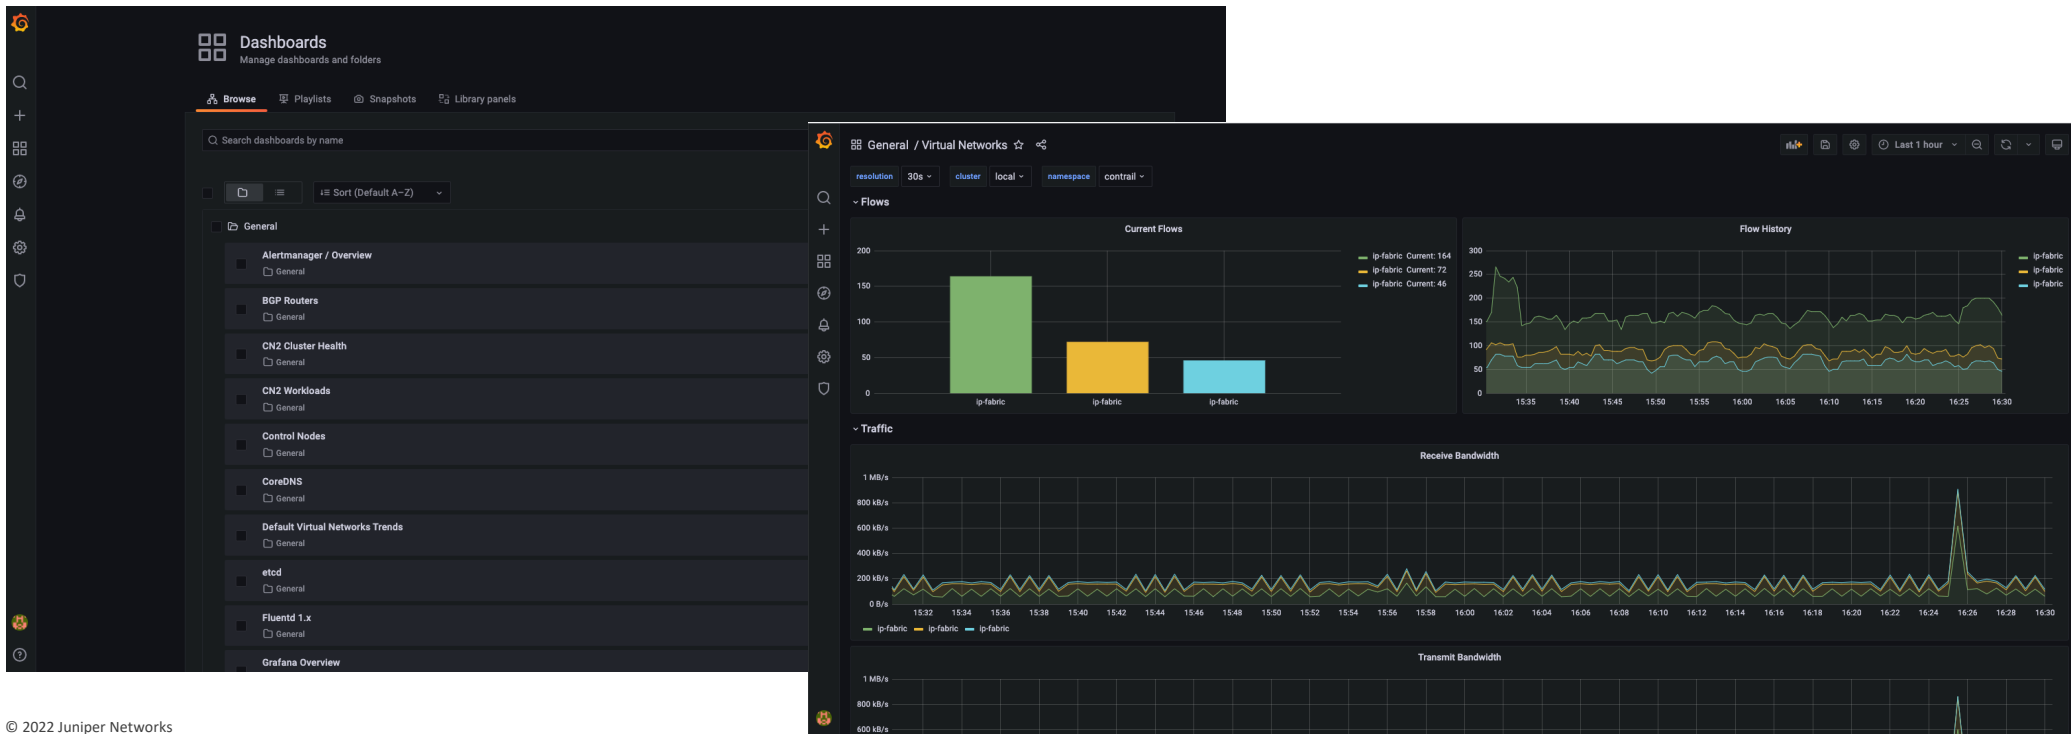 Dashboards
Manage dashboards and folders
Browse Playlists Snapshots Library panels
Search dashboards by name
Sort (Default A–Z)
General
Alertmanager / Overview
General
BGP Routers
General
CN2 Cluster Health
General
CN2 Workloads
General
Control Nodes
General
CoreDNS
General
Default Virtual Networks Trends
General
etcd
General
Fluentd 1.x
General
Grafana Overview
General / Virtual Networks
Last 1 hour
resolution 30s cluster local namespace contrail
Flows
Current Flows
200
150
100
50
0
ip-fabric ip-fabric ip-fabric
ip-fabric Current: 164
ip-fabric Current: 72
ip-fabric Current: 46
Flow History
300
250
200
150
100
50
0
15:35 15:40 15:45 15:50 15:55 16:00 16:05 16:10 16:15 16:20 16:25 16:30
ip-fabric
ip-fabric
ip-fabric
Traffic
Receive Bandwidth
1 MB/s
800 kB/s
600 kB/s
400 kB/s
200 kB/s
0 B/s
15:32 15:34 15:36 15:38 15:40 15:42 15:44 15:46 15:48 15:50 15:52 15:54 15:56 15:58 16:00 16:02 16:04 16:06 16:08 16:10 16:12 16:14 16:16 16:18 16:20 16:22 16:24 16:26 16:28 16:30
ip-fabric ip-fabric ip-fabric
Transmit Bandwidth
1 MB/s
800 kB/s
600 kB/s
© 2022 Juniper Networks